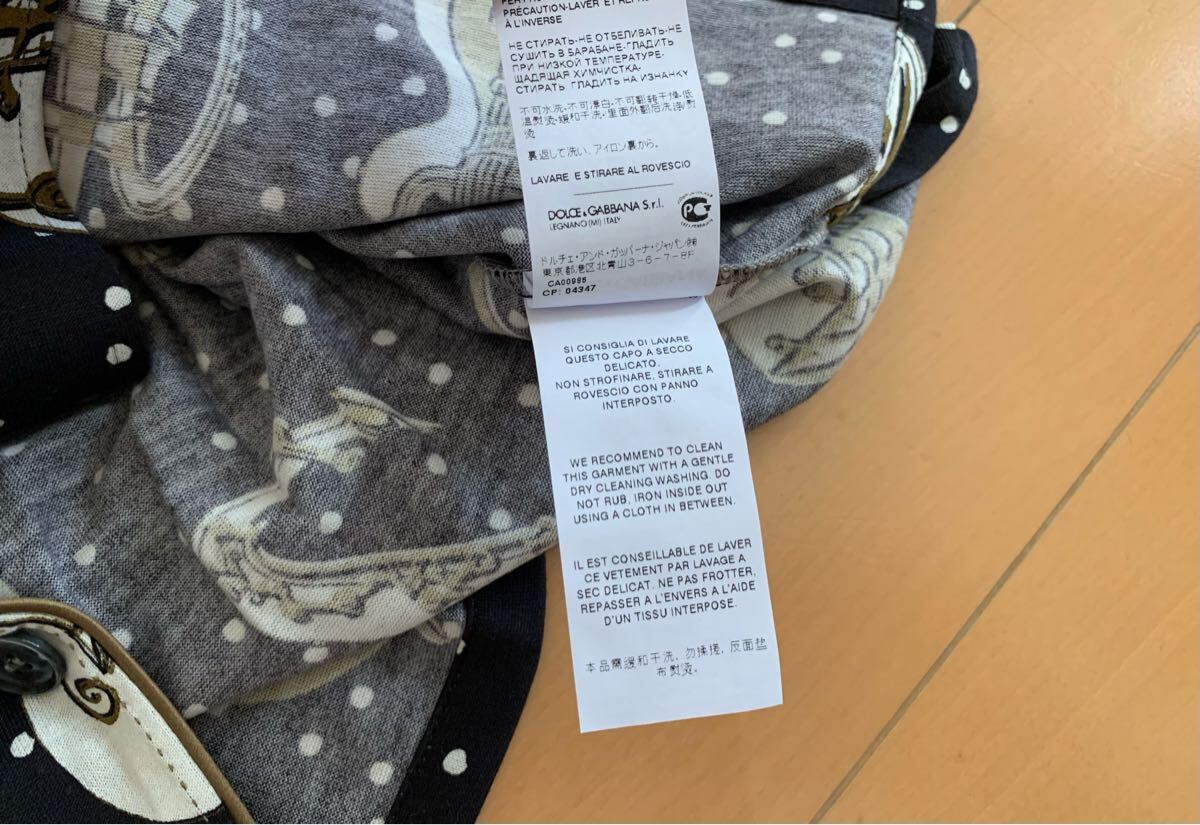 PRÉCAUTION-LAVER ET
À L'INVERSE
НЕ СТИРАТЬ-НЕ ОТБЕЛИВАТЬ-НЕ
СУШИТЬ В БАРАБАНЕ-ГЛАДИТЬ
ПРИ НИЗКОЙ ТЕМПЕРАТУРЕ-
ЩАДЯЩАЯ ХИМЧИСТКА-
СТИРАТЬ ГЛАДИТЬ НА ИЗНАНКУ
不可水洗·不可漂白·不可翻转干燥·低
温熨烫·缓和干洗·里面外翻后洗涤/熨
烫
裏返して洗い、アイロン裏から。
LAVARE E STIRARE AL ROVESCIO
DOLCE & GABBANA S.r.l.
LEGNANO (MI) ITALY
ドルチェ・アンド・ガッバーナ・ジャパン㈱
東京都港区北青山3-6-7-8F
CA00986
CP: 04347
SI CONSIGLIA DI LAVARE
QUESTO CAPO A SECCO
DELICATO.
NON STROFINARE, STIRARE A
ROVESCIO CON PANNO
INTERPOSTO.
WE RECOMMEND TO CLEAN
THIS GARMENT WITH A GENTLE
DRY CLEANING WASHING. DO
NOT RUB, IRON INSIDE OUT
USING A CLOTH IN BETWEEN.
IL EST CONSEILLABLE DE LAVER
CE VETEMENT PAR LAVAGE A
SEC DELICAT. NE PAS FROTTER,
REPASSER A L'ENVERS A L'AIDE
D'UN TISSU INTERPOSE.
本品需缓和干洗，勿揉搓，反面垫
布熨烫。